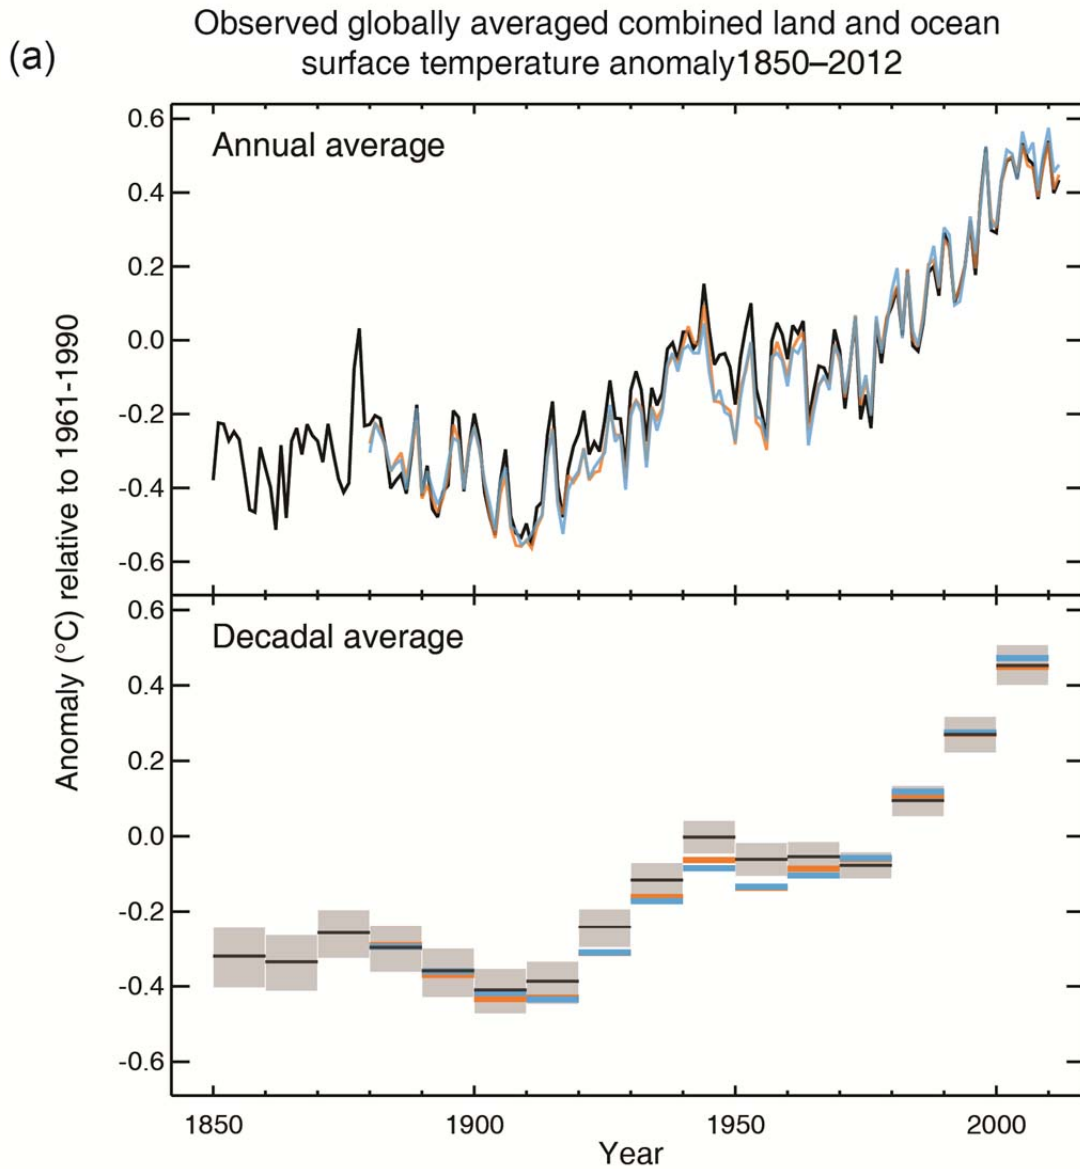 Observed globally averaged combined land and ocean
(a)
surface temperature anomaly1850–2012
Annual average
0.6
0.4
0.2
0.0
-0.2
-0.4
-0.6
Anomaly (°C) relative to 1961-1990
Decadal average
0.6
0.4
0.2
0.0
-0.2
-0.4
-0.6
1850 1900 1950 2000
Year